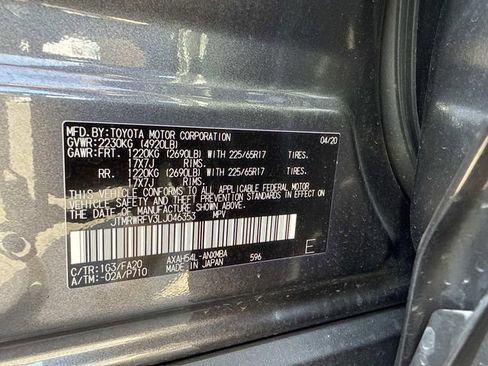 MFD.BY:TOYOTA MOTOR CORPORATION 04/20
GVWR:2230KG (4920LB)
GAWR:FRT. 1220KG (2690LB) WITH 225/65R17 TIRES.
17X7J RIMS.
RR. 1220KG (2690LB) WITH 225/65R17 TIRES.
17X7J RIMS.
THIS VEHICLE CONFORMS TO ALL APPLICABLE FEDERAL MOTOR
VEHICLE SAFETY, BUMPER, AND THEFT PREVENTION STANDARDS IN EFFECT ON
THE DATE OF MANUFACTURE SHOWN ABOVE.
JTMRWRFV3LJ046353 MPV
C/TR:1G3/FA20 AXAH54L-ANXMBA 596 E
A/TM:-02A/P710 MADE IN JAPAN